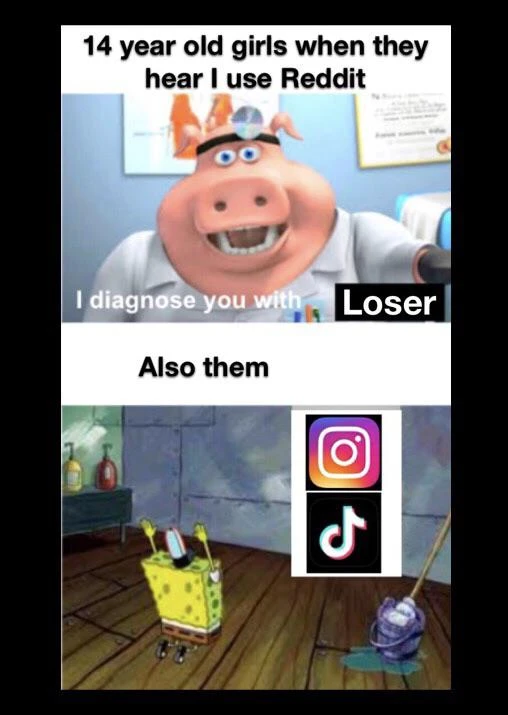 14 year old girls when they
hear I use Reddit
I diagnose you with Loser
Also them